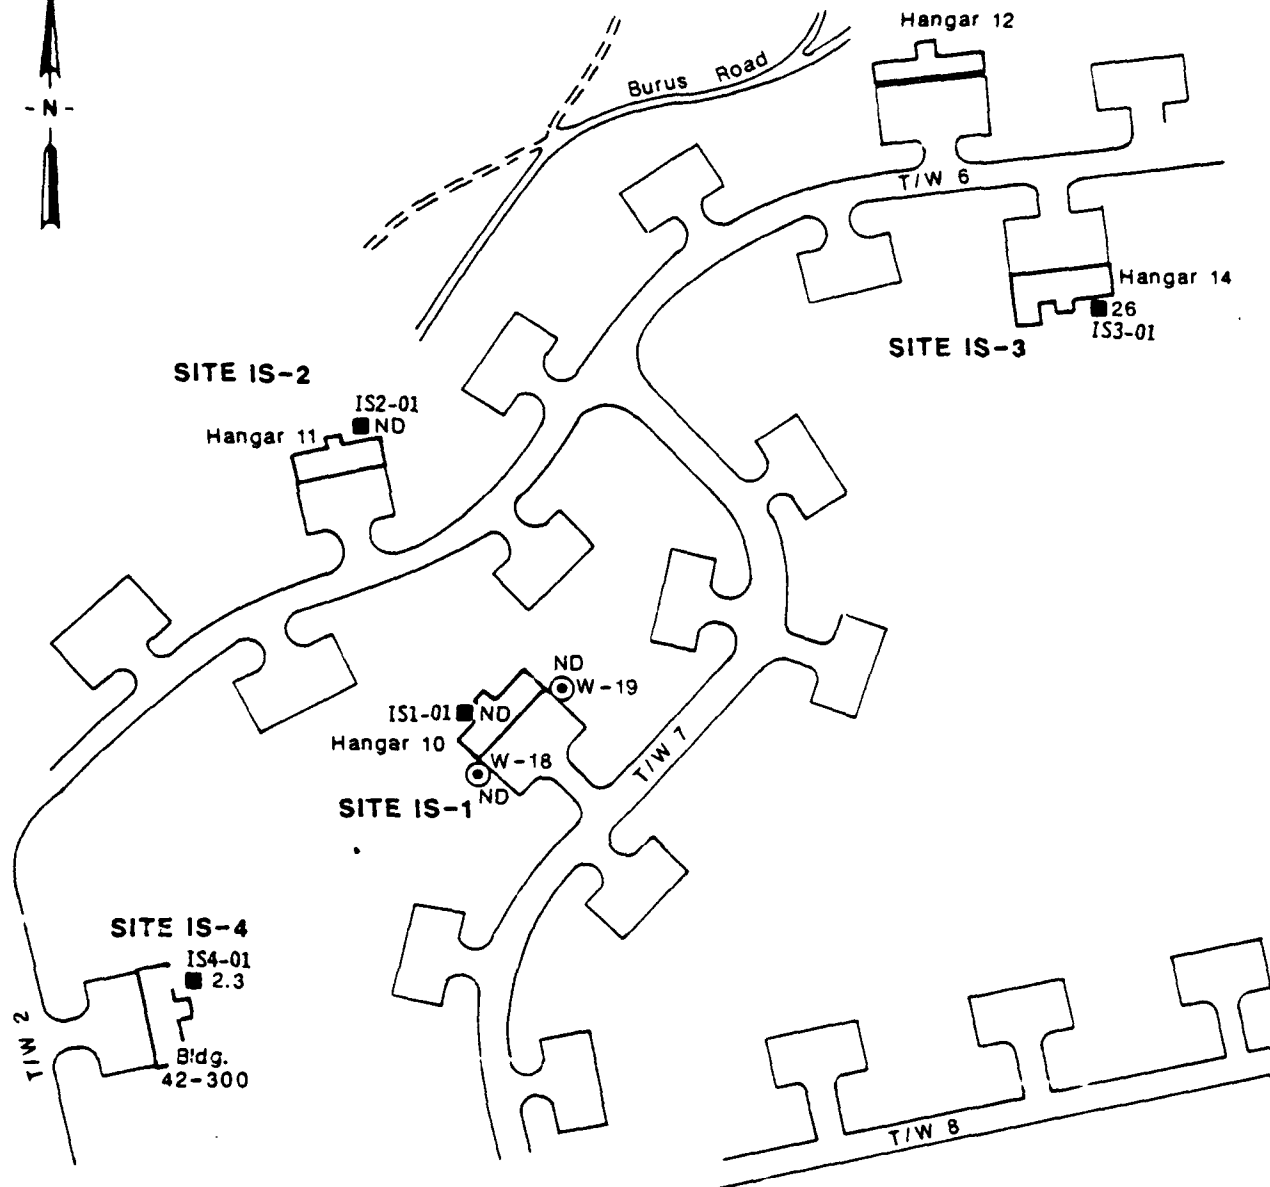 Hangar 12
- N -
Burus Road
T/W 6
Hangar 14
26
IS3-01
SITE IS-3
SITE IS-2
IS2-01
ND
Hangar 11
ND
W-19
IS1-01 ND
Hangar 10
W-18
ND
SITE IS-1
T/W 7
SITE IS-4
IS4-01
2.3
T/W 2
Bldg.
42-300
T/W 8